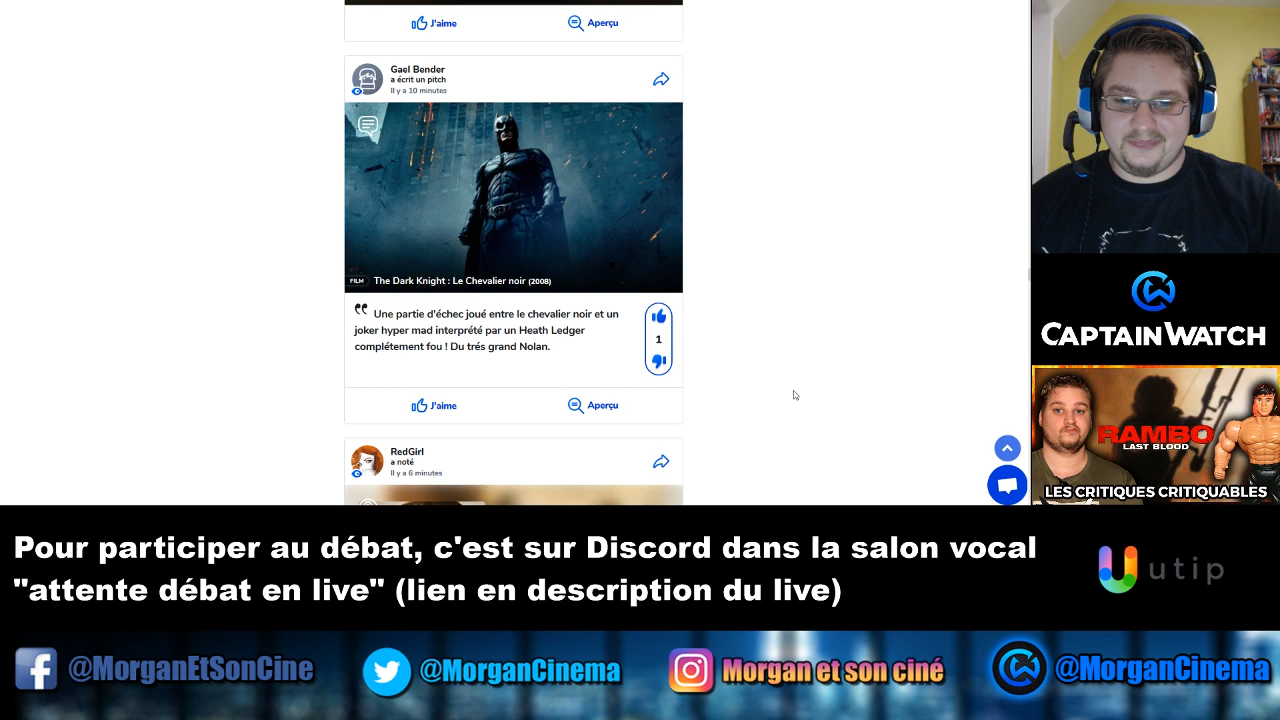 J'aime
Aperçu
Gael Bender
a écrit un pitch
Il y a 10 minutes
FILM The Dark Knight : Le Chevalier noir (2008)
Une partie d'échec joué entre le chevalier noir et un
joker hyper mad interprété par un Heath Ledger
complétement fou ! Du trés grand Nolan.
1
J'aime
Aperçu
RedGirl
a noté
Il y a 6 minutes
CAPTAIN WATCH
RAMBO
LAST BLOOD
LES CRITIQUES CRITIQUABLES
Pour participer au débat, c'est sur Discord dans la salon vocal
"attente débat en live" (lien en description du live)
utip
@MorganEtSonCine
@MorganCinema
Morgan et son ciné
@MorganCinema